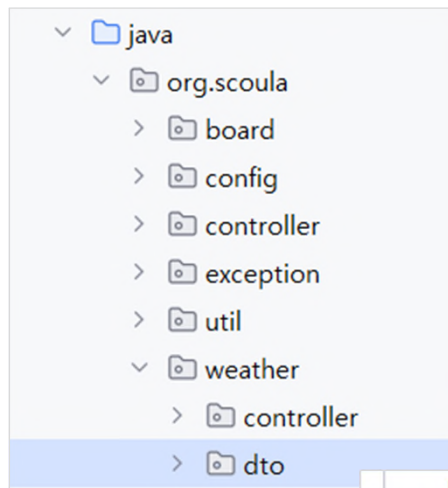 java
org.scoula
board
config
controller
exception
util
weather
controller
dto